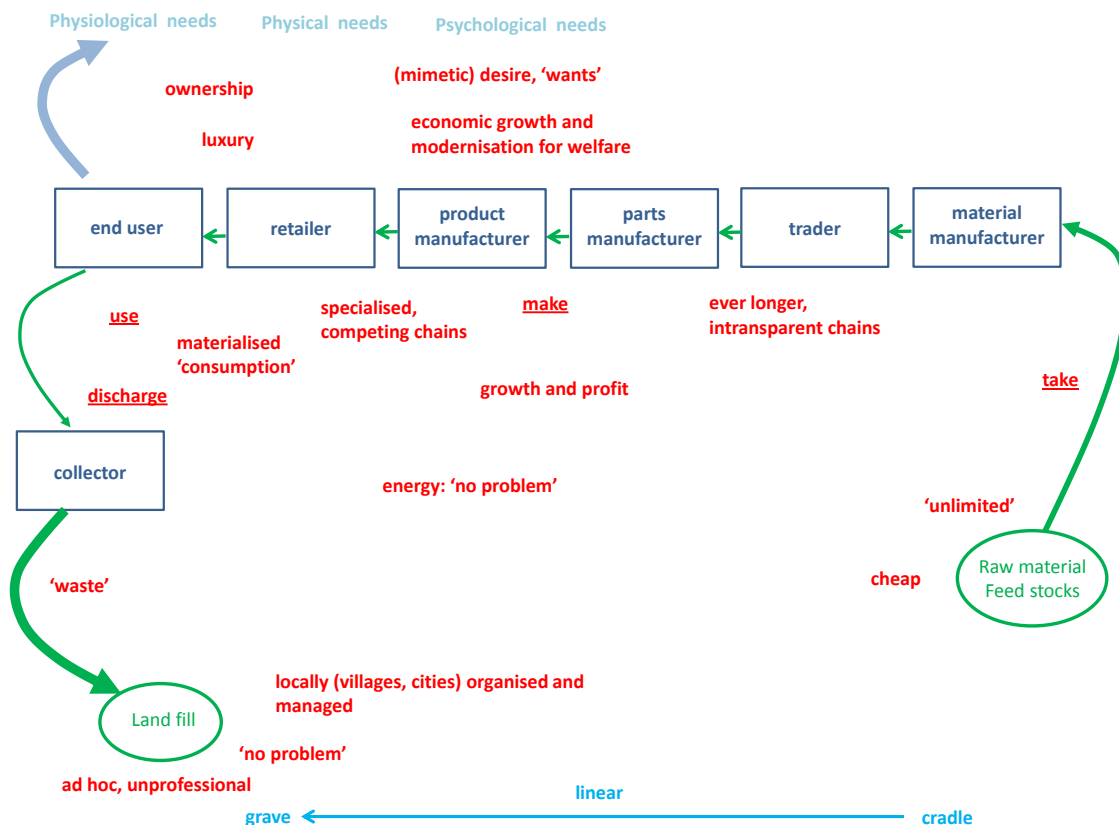 Physiological needs
Physical needs
Psychological needs
(mimetic) desire, ‘wants’
ownership
luxury
economic growth and
modernisation for welfare
end user
retailer
product
manufacturer
parts
manufacturer
trader
material
manufacturer
use
materialised
‘consumption’
specialised,
competing chains
make
ever longer,
intransparent chains
discharge
growth and profit
take
collector
energy: ‘no problem’
‘unlimited’
‘waste’
cheap
Raw material
Feed stocks
locally (villages, cities) organised and
managed
Land fill
‘no problem’
ad hoc, unprofessional
linear
grave
cradle